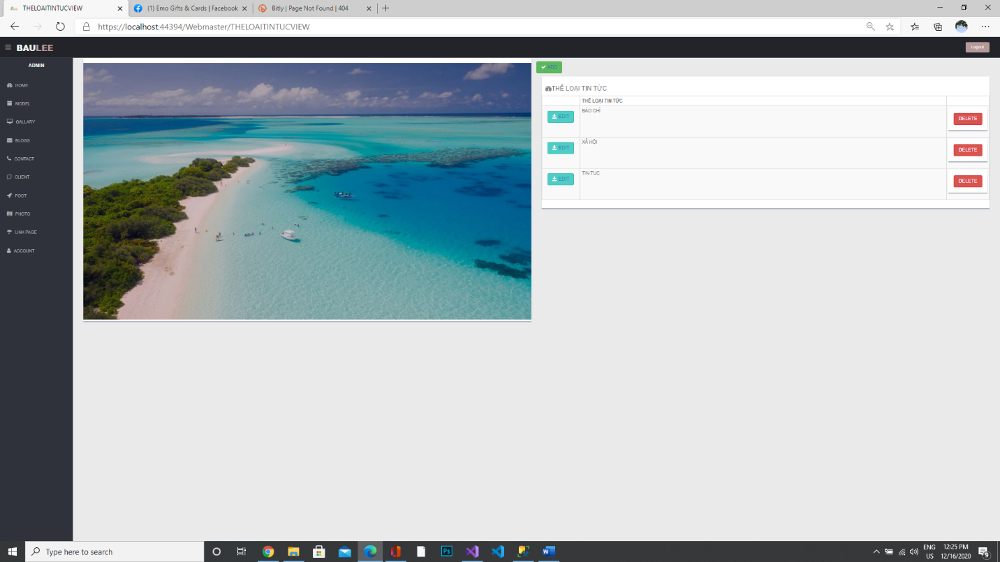 THELOAITINTUCVIEW
(1) Emo Gifts & Cards | Facebook
Bitly | Page Not Found | 404
https://localhost:44394/Webmaster/THELOAITINTUCVIEW
BAULEE
Logout
ADMIN
HOME
MODEL
GALLARY
BLOGS
CONTACT
CLIENT
FOOT
PHOTO
LINK PAGE
ACCOUNT
ADD
THỂ LOẠI TIN TỨC
THỂ LOẠI TIN TỨC
EDIT
BÁO CHÍ
DELETE
EDIT
XÃ HỘI
DELETE
EDIT
TIN TUC
DELETE
Type here to search
Ps
ENG
US
12:25 PM
12/16/2020
9